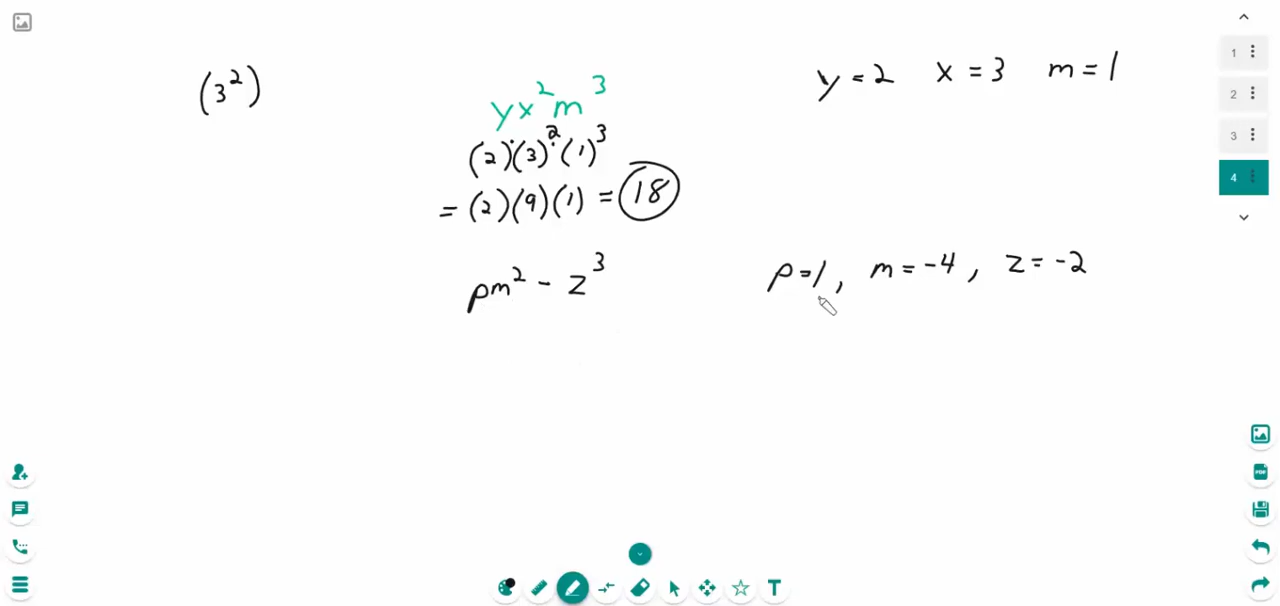 (3²)
yx²m³
y = 2 x = 3 m = 1
(2)·(3)²·(1)³
= (2)(9)(1) = 18
pm² - z³
p = 1, m = -4, z = -2
1
2
3
4
PDF
T